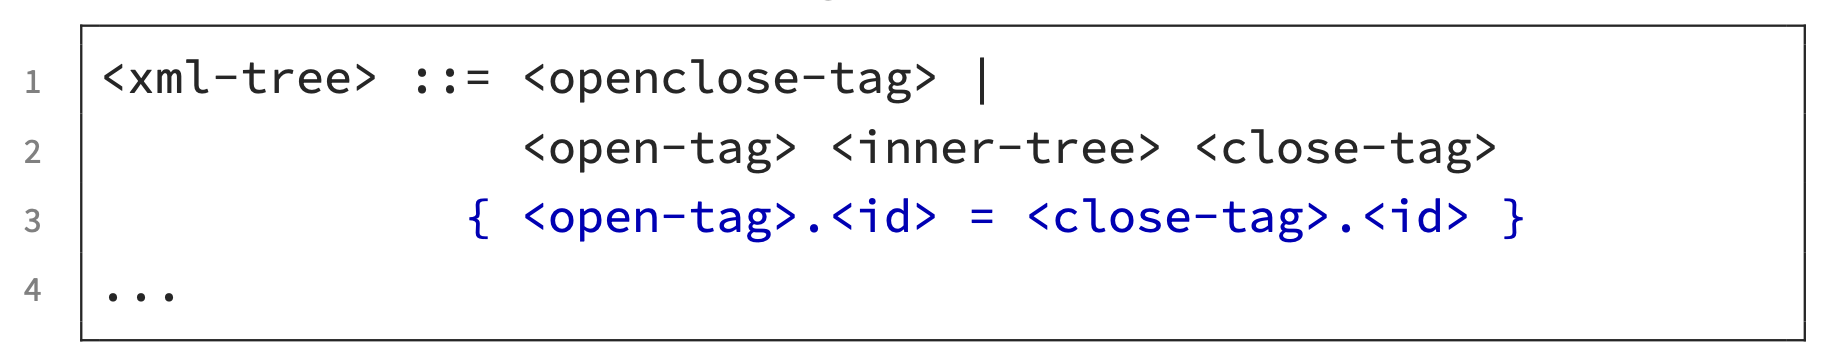 1 <xml-tree> ::= <openclose-tag> |
2 <open-tag> <inner-tree> <close-tag>
3 { <open-tag>.<id> = <close-tag>.<id> }
4 ...